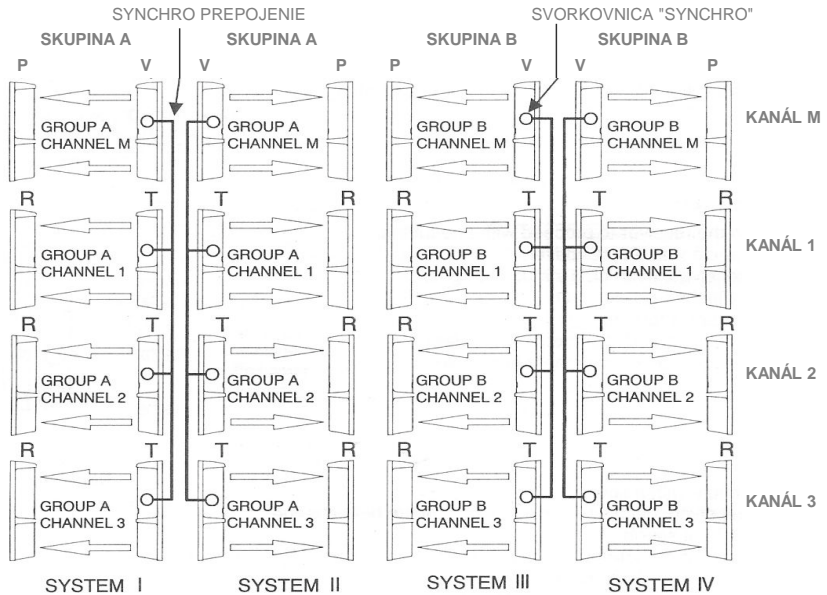 SYNCHRO PREPOJENIE SVORKOVNICA "SYNCHRO"
SKUPINA A SKUPINA A SKUPINA B SKUPINA B
P V V P P V V P
GROUP A GROUP A GROUP B GROUP B KANÁL M
CHANNEL M CHANNEL M CHANNEL M CHANNEL M
R T T R R T T R
GROUP A GROUP A GROUP B GROUP B KANÁL 1
CHANNEL 1 CHANNEL 1 CHANNEL 1 CHANNEL 1
R T T R R T T R
GROUP A GROUP A GROUP B GROUP B KANÁL 2
CHANNEL 2 CHANNEL 2 CHANNEL 2 CHANNEL 2
R T T R R T T R
GROUP A GROUP A GROUP B GROUP B KANÁL 3
CHANNEL 3 CHANNEL 3 CHANNEL 3 CHANNEL 3
SYSTEM I SYSTEM II SYSTEM III SYSTEM IV